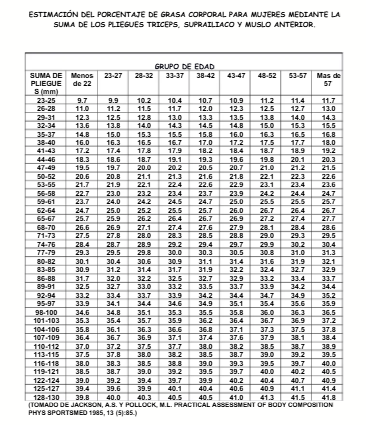 ESTIMACIÓN DEL PORCENTAJE DE GRASA CORPORAL PARA MUJERES MEDIANTE LA
SUMA DE LOS PLIEGUES TRICEPS, SUPRAILIACO Y MUSLO ANTERIOR.
GRUPO DE EDAD
SUMA DE PLIEGUE S (mm) Menos de 22 23-27 28-32 33-37 38-42 43-47 48-52 53-57 Mas de 57
23-25 9.7 9.9 10.2 10.4 10.7 10.9 11.2 11.4 11.7
26-28 11.0 11.2 11.5 11.7 12.0 12.3 12.5 12.7 13.0
29-31 12.3 12.5 12.8 13.0 13.3 13.5 13.8 14.0 14.3
32-34 13.6 13.8 14.0 14.3 14.5 14.8 15.0 15.3 15.5
35-37 14.8 15.0 15.3 15.5 15.8 16.0 16.3 16.5 16.8
38-40 16.0 16.3 16.5 16.7 17.0 17.2 17.5 17.7 18.0
41-43 17.2 17.4 17.8 17.9 18.2 18.4 18.7 18.9 19.2
44-46 18.3 18.6 18.7 19.1 19.3 19.6 19.8 20.1 20.3
47-49 19.5 19.7 20.0 20.2 20.5 20.7 21.0 21.2 21.5
50-52 20.6 20.8 21.1 21.3 21.6 21.8 22.1 22.3 22.6
53-55 21.7 21.9 22.1 22.4 22.6 22.9 23.1 23.4 23.6
56-58 22.7 23.0 23.2 23.4 23.7 23.9 24.2 24.4 24.7
59-61 23.7 24.0 24.2 24.5 24.7 25.0 25.5 25.5 25.7
62-64 24.7 25.0 25.2 25.5 25.7 26.0 26.7 26.4 26.7
65-67 25.7 25.9 26.2 26.4 26.7 26.9 27.2 27.4 27.7
68-70 26.6 26.9 27.1 27.4 27.6 27.9 28.1 28.4 28.6
71-73 27.5 27.8 28.0 28.3 28.5 28.8 29.0 29.3 29.5
74-76 28.4 28.7 28.9 29.2 29.4 29.7 29.9 30.2 30.4
77-79 29.3 29.5 29.8 30.0 30.3 30.5 30.8 31.0 31.3
80-82 30.1 30.4 30.6 30.9 31.1 31.4 31.6 31.9 32.1
83-85 30.9 31.2 31.4 31.7 31.9 32.2 32.4 32.7 32.9
86-88 31.7 32.0 32.2 32.5 32.7 32.9 33.2 33.4 33.7
89-91 32.5 32.7 33.0 33.2 33.5 33.7 33.9 34.2 34.4
92-94 33.2 33.4 33.7 33.9 34.2 34.4 34.7 34.9 35.2
95-97 33.9 34.1 34.4 34.6 34.9 35.1 35.4 35.6 35.9
98-100 34.6 34.8 35.1 35.3 35.5 35.8 36.0 36.3 36.5
101-103 35.3 35.4 35.7 35.9 36.2 36.4 36.7 36.9 37.2
104-106 35.8 36.1 36.3 36.6 36.8 37.1 37.3 37.5 37.8
107-109 36.4 36.7 36.9 37.1 37.4 37.6 37.9 38.1 38.4
110-112 37.0 37.2 37.5 37.7 38.0 38.2 38.5 38.7 38.9
113-115 37.5 37.8 38.0 38.2 38.5 38.7 39.0 39.2 39.5
116-118 38.0 38.3 38.5 38.8 39.0 39.3 39.5 39.7 40.0
119-121 38.5 38.7 39.0 39.2 39.5 39.7 40.0 40.2 40.5
122-124 39.0 39.2 39.4 39.7 39.9 40.2 40.4 40.7 40.9
125-127 39.4 39.6 39.9 40.1 40.4 40.6 40.9 41.1 41.4
128-130 39.8 40.0 40.3 40.5 40.8 41.0 41.3 41.5 41.8
(TOMADO DE JACKSON, A.S. Y POLLOCK, M.L. PRACTICAL ASSESSMENT OF BODY COMPOSITION
PHYS SPORTSMED 1985, 13 (5):85.)